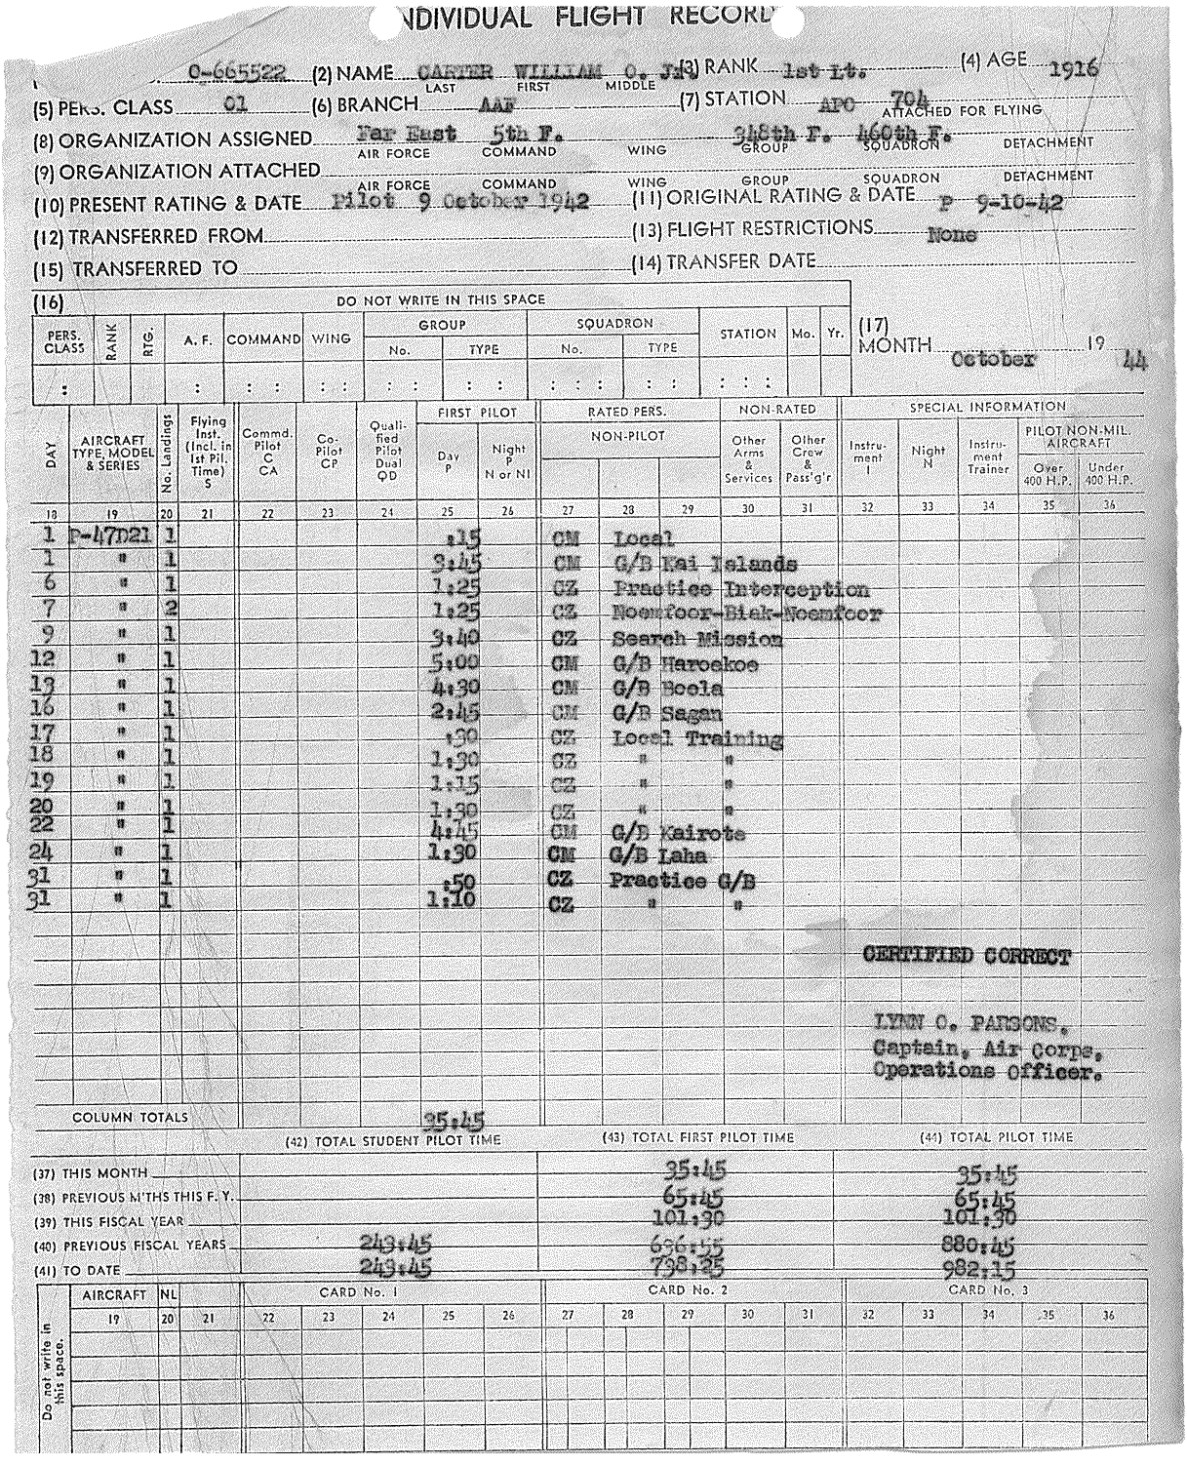 INDIVIDUAL FLIGHT RECORD
O-665522 (2) NAME CARTER WILLIAM O. Jr. (3) RANK 1st Lt. (4) AGE 1916
LAST FIRST MIDDLE
(5) PERS. CLASS 01 (6) BRANCH AAF (7) STATION APO 704
ATTACHED FOR FLYING
(8) ORGANIZATION ASSIGNED Far East 5th F. 348th F. 460th F.
AIR FORCE COMMAND WING GROUP SQUADRON DETACHMENT
(9) ORGANIZATION ATTACHED
AIR FORCE COMMAND WING GROUP SQUADRON DETACHMENT
(10) PRESENT RATING & DATE Pilot 9 October 1942 (11) ORIGINAL RATING & DATE P 9-10-42
(12) TRANSFERRED FROM (13) FLIGHT RESTRICTIONS None
(15) TRANSFERRED TO (14) TRANSFER DATE
(16) DO NOT WRITE IN THIS SPACE
PERS. CLASS RANK RTG. A. F. COMMAND WING GROUP No. TYPE SQUADRON No. TYPE STATION Mo. Yr.
(17) MONTH October 19 44
DAY AIRCRAFT TYPE, MODEL & SERIES No. Landings Flying Inst. (Incl. in 1st Pil. Time) S Commd. Pilot C CA Co-Pilot CP Qualified Pilot Dual QD FIRST PILOT Day P Night P N or NI RATED PERS. NON-PILOT NON-RATED Other Arms & Services Other Crew & Pass'g'r SPECIAL INFORMATION Instrument I Night N Instrument Trainer PILOT NON-MIL. AIRCRAFT Over 400 H.P. Under 400 H.P.
18 19 20 21 22 23 24 25 26 27 28 29 30 31 32 33 34 35 36
1 P-47D21 1 :15 CM Local
1 " 1 3:45 CM G/B Kai Islands
6 " 1 1:25 CZ Practice Interception
7 " 2 1:25 CZ Noemfoor-Biak-Noemfoor
9 " 1 3:40 CZ Search Mission
12 " 1 5:00 CM G/B Haroekoe
13 " 1 4:30 CM G/B Boela
16 " 1 2:45 CM G/B Sagan
17 " 1 :30 CZ Local Training
18 " 1 1:30 CZ " "
19 " 1 1:15 CZ " "
20 " 1 1:30 CZ " "
22 " 1 4:45 CM G/B Kairote
24 " 1 1:30 CM G/B Laha
31 " 1 :50 CZ Practice G/B
31 " 1 1:10 CZ " "
CERTIFIED CORRECT
LYNN O. PARSONS,
Captain, Air Corps,
Operations Officer.
COLUMN TOTALS 35:45
(42) TOTAL STUDENT PILOT TIME (43) TOTAL FIRST PILOT TIME (44) TOTAL PILOT TIME
(37) THIS MONTH 35:45 35:45
(38) PREVIOUS M'THS THIS F. Y. 65:45 65:45
(39) THIS FISCAL YEAR 101:30 101:30
(40) PREVIOUS FISCAL YEARS 243:45 636:55 880:45
(41) TO DATE 243:45 738:25 982:15
Do not write in this space. AIRCRAFT NL CARD No. 1 CARD No. 2 CARD No. 3
19 20 21 22 23 24 25 26 27 28 29 30 31 32 33 34 35 36